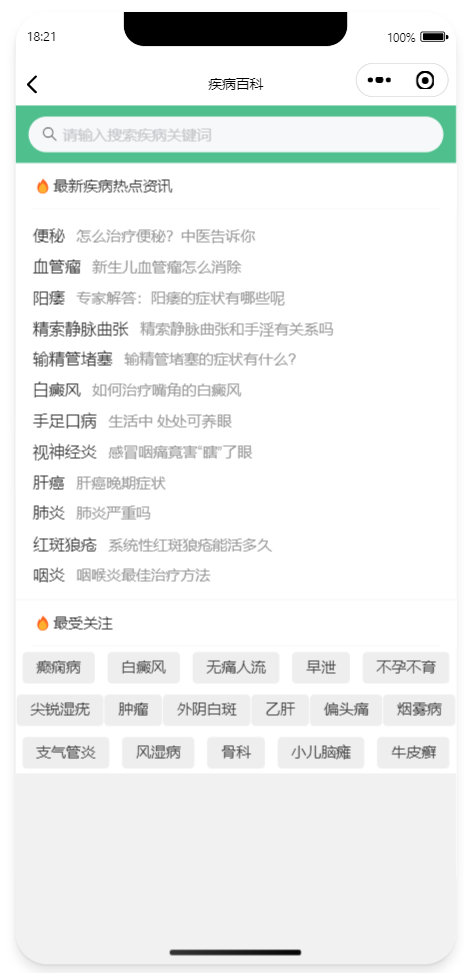 18:21 100%
疾病百科
请输入搜索疾病关键词
最新疾病热点资讯
便秘 怎么治疗便秘？中医告诉你
血管瘤 新生儿血管瘤怎么消除
阳痿 专家解答：阳痿的症状有哪些呢
精索静脉曲张 精索静脉曲张和手淫有关系吗
输精管堵塞 输精管堵塞的症状有什么？
白癜风 如何治疗嘴角的白癜风
手足口病 生活中 处处可养眼
视神经炎 感冒咽痛竟害“瞎”了眼
肝癌 肝癌晚期症状
肺炎 肺炎严重吗
红斑狼疮 系统性红斑狼疮能活多久
咽炎 咽喉炎最佳治疗方法
最受关注
癫痫病 白癜风 无痛人流 早泄 不孕不育
尖锐湿疣 肿瘤 外阴白斑 乙肝 偏头痛 烟雾病
支气管炎 风湿病 骨科 小儿脑瘫 牛皮癣